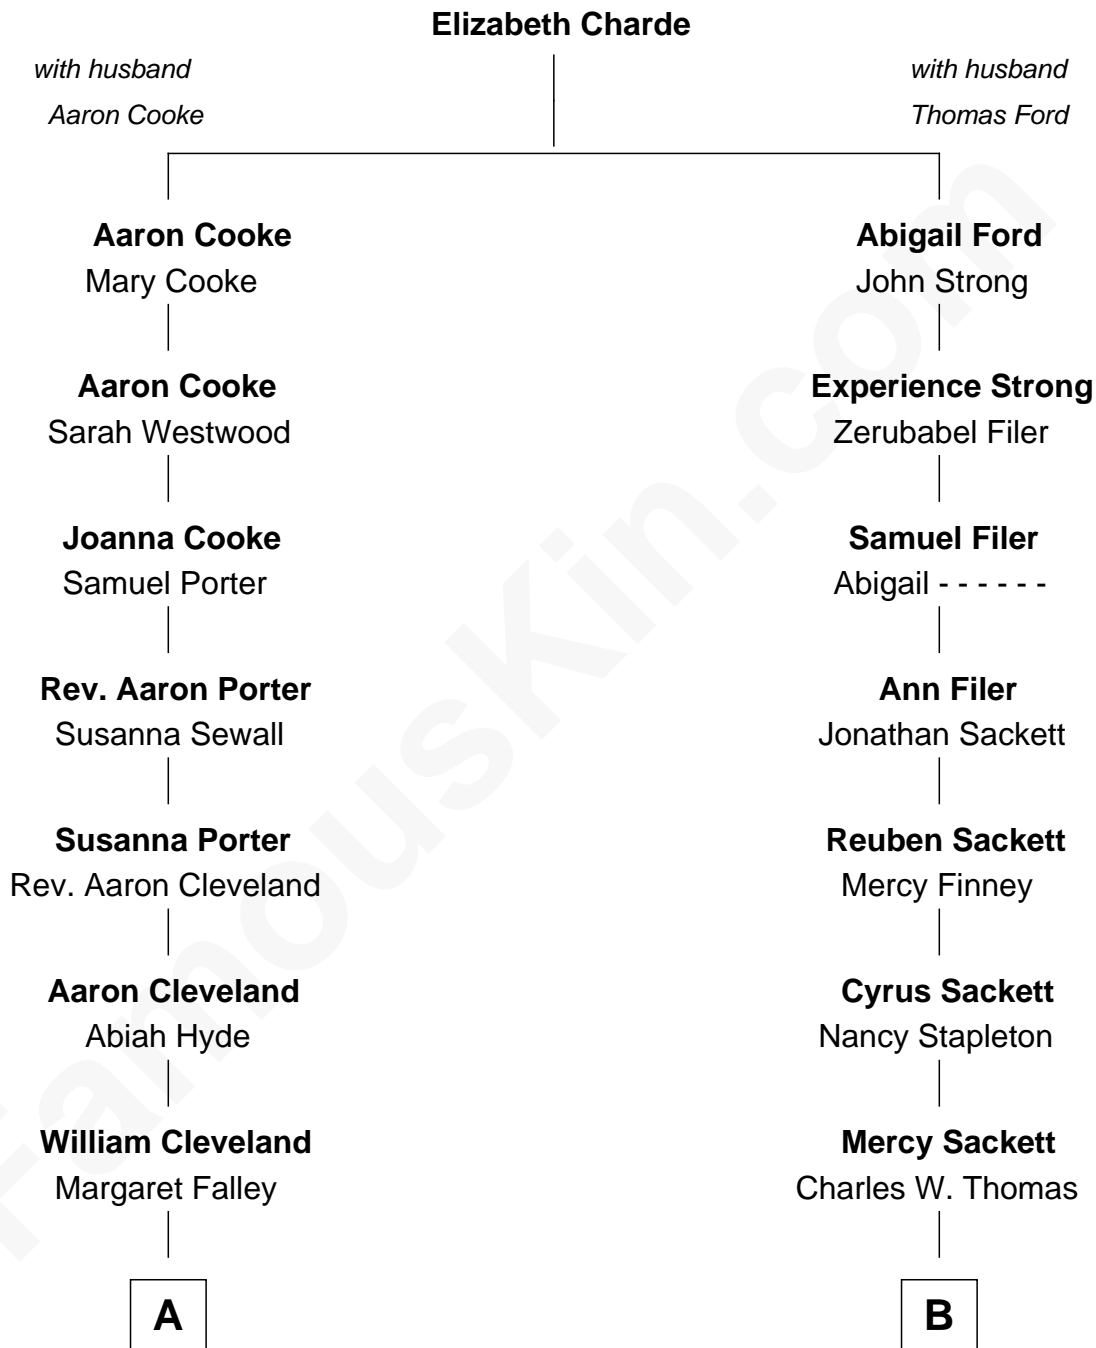 Elizabeth Charde
with husband
Aaron Cooke
with husband
Thomas Ford
Aaron Cooke
Mary Cooke
Abigail Ford
John Strong
Aaron Cooke
Sarah Westwood
Experience Strong
Zerubabel Filer
Joanna Cooke
Samuel Porter
Samuel Filer
Abigail - - - - - -
Rev. Aaron Porter
Susanna Sewall
Ann Filer
Jonathan Sackett
Susanna Porter
Rev. Aaron Cleveland
Reuben Sackett
Mercy Finney
Aaron Cleveland
Abiah Hyde
Cyrus Sackett
Nancy Stapleton
William Cleveland
Margaret Falley
Mercy Sackett
Charles W. Thomas
A
B
FamousKin.com